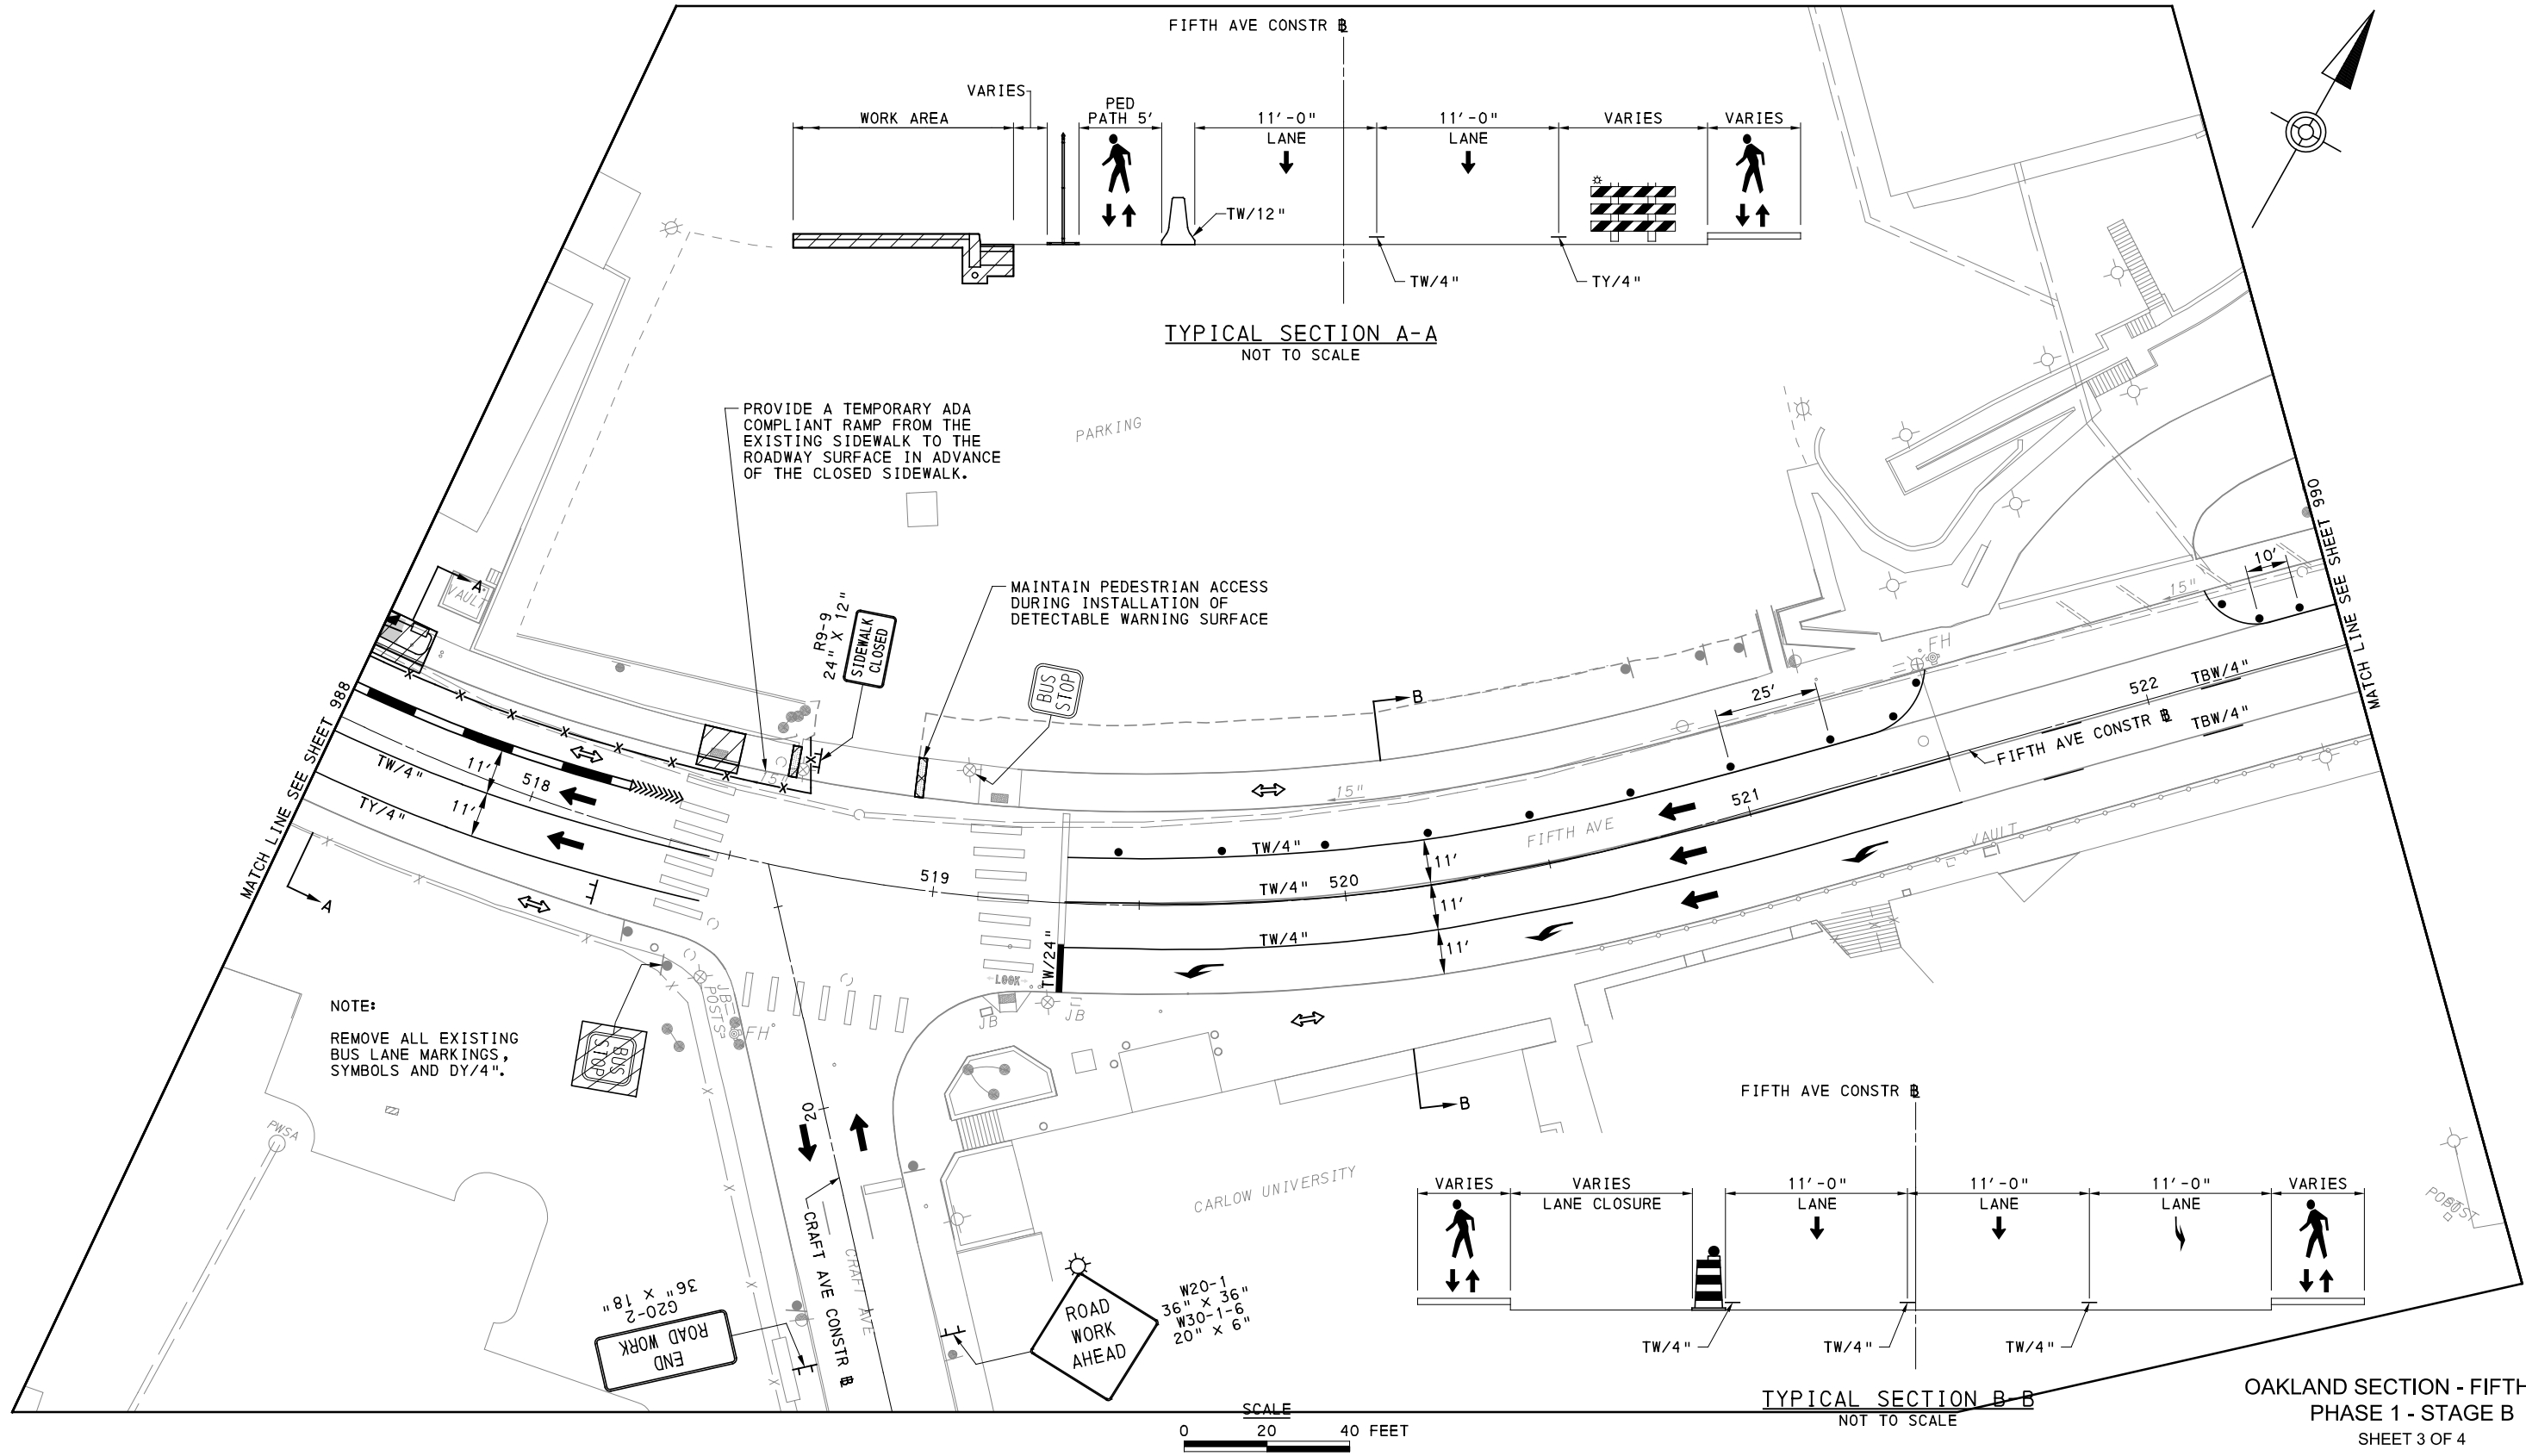 FIFTH AVE CONSTR ℄
VARIES
WORK AREA
PED
PATH 5'
11'-0"
LANE
11'-0"
LANE
VARIES
VARIES
TW/12"
TW/4"
TY/4"
TYPICAL SECTION A-A
NOT TO SCALE
PROVIDE A TEMPORARY ADA
COMPLIANT RAMP FROM THE
EXISTING SIDEWALK TO THE
ROADWAY SURFACE IN ADVANCE
OF THE CLOSED SIDEWALK.
PARKING
MAINTAIN PEDESTRIAN ACCESS
DURING INSTALLATION OF
DETECTABLE WARNING SURFACE
R9-9
24" X 12"
SIDEWALK
CLOSED
BUS
STOP
A
VAULT
B
25'
FH
10'
15"
MATCH LINE SEE SHEET 990
TBW/4"
522
FIFTH AVE CONSTR ℄
TBW/4"
MATCH LINE SEE SHEET 988
TW/4"
11'
518
TY/4"
11'
15"
15"
521
FIFTH AVE
VAULT
TW/4"
11'
519
TW/4"
520
11'
TW/4"
11'
TW/24"
A
LOOK
JB
JB
JB
POSTS
FH
NOTE:
REMOVE ALL EXISTING
BUS LANE MARKINGS,
SYMBOLS AND DY/4".
BUS
STOP
PWSA
20
B
CRAFT AVE CONSTR ℄
CRAFT AVE
CARLOW UNIVERSITY
G20-2
36" X 18"
END
ROAD WORK
ROAD
WORK
AHEAD
W20-1
36" X 36"
W30-1-6
20" X 6"
FIFTH AVE CONSTR ℄
VARIES
VARIES
LANE CLOSURE
11'-0"
LANE
11'-0"
LANE
11'-0"
LANE
VARIES
TW/4"
TW/4"
TW/4"
TYPICAL SECTION B-B
NOT TO SCALE
POST
SCALE
0 20 40 FEET
OAKLAND SECTION - FIFTH
PHASE 1 - STAGE B
SHEET 3 OF 4